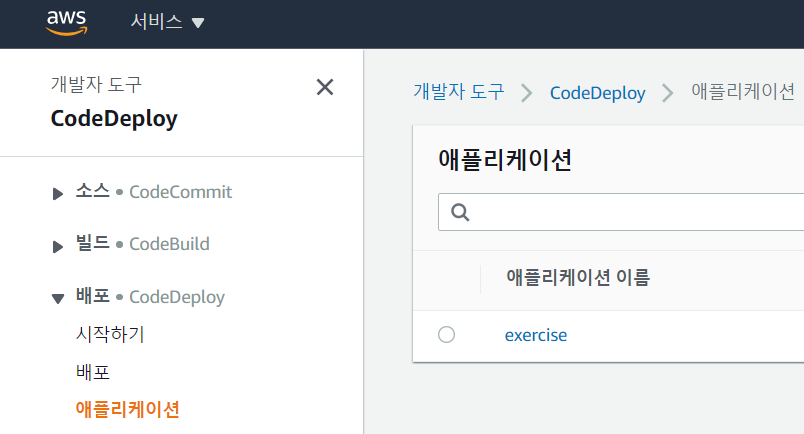 aws 서비스 ▼
개발자 도구
CodeDeploy
소스 • CodeCommit
빌드 • CodeBuild
배포 • CodeDeploy
시작하기
배포
애플리케이션
개발자 도구 > CodeDeploy > 애플리케이션
애플리케이션
애플리케이션 이름
exercise